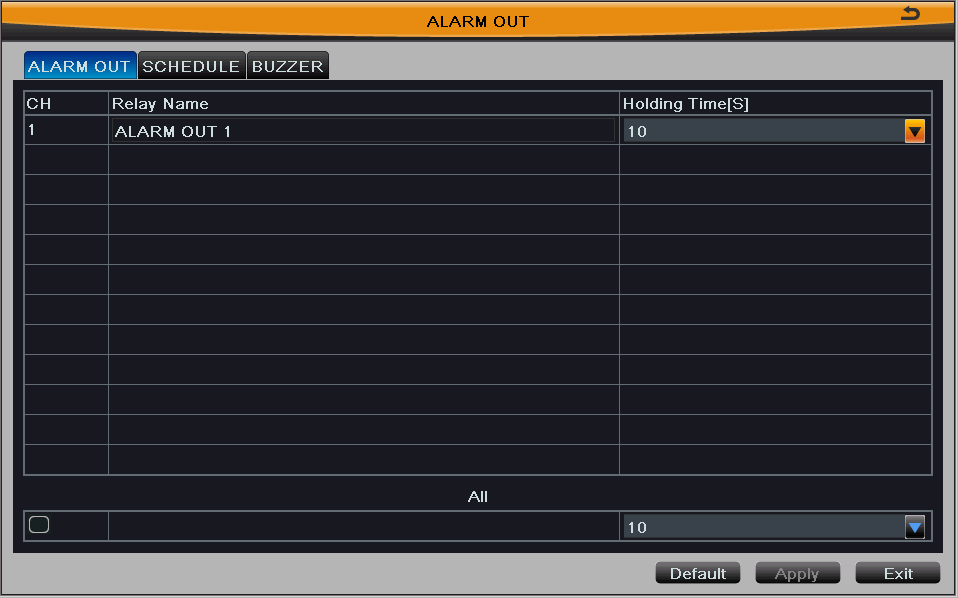 ALARM OUT
ALARM OUT SCHEDULE BUZZER
CH Relay Name Holding Time[S]
1 ALARM OUT 1 10
All
10
Default Apply Exit